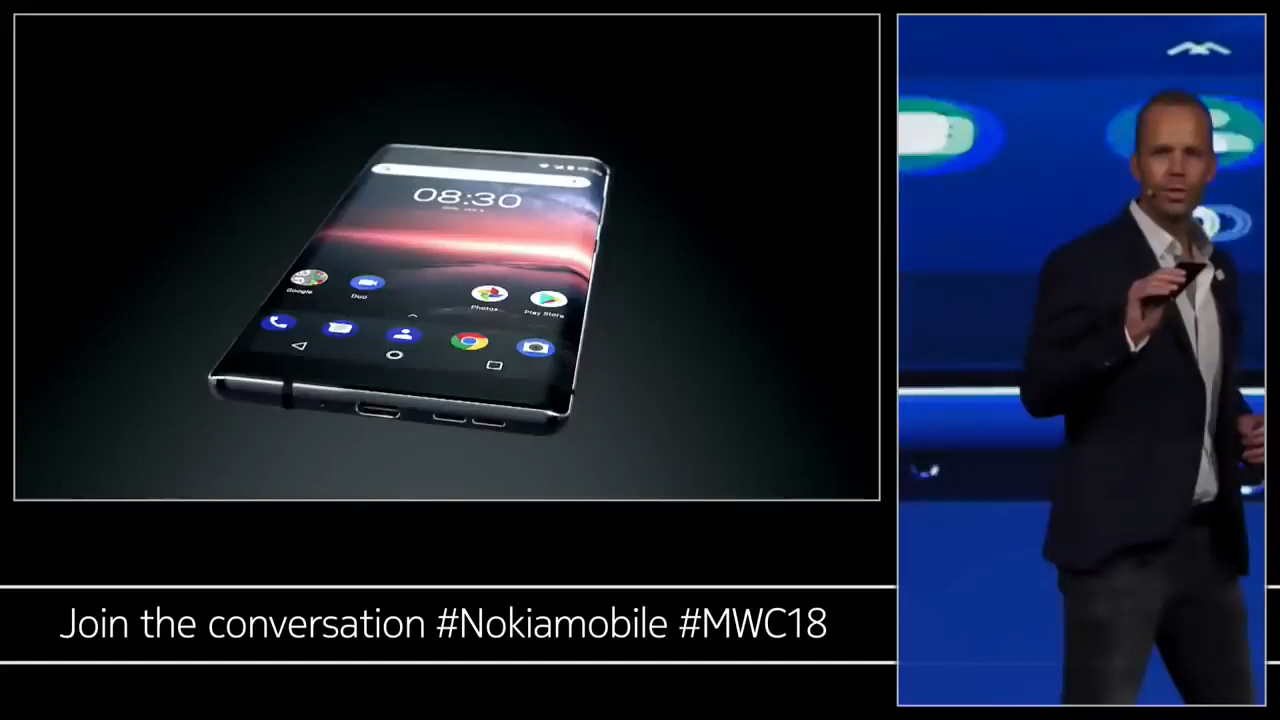 08:30
Google
Duo
Photos
Play Store
Join the conversation #Nokiamobile #MWC18